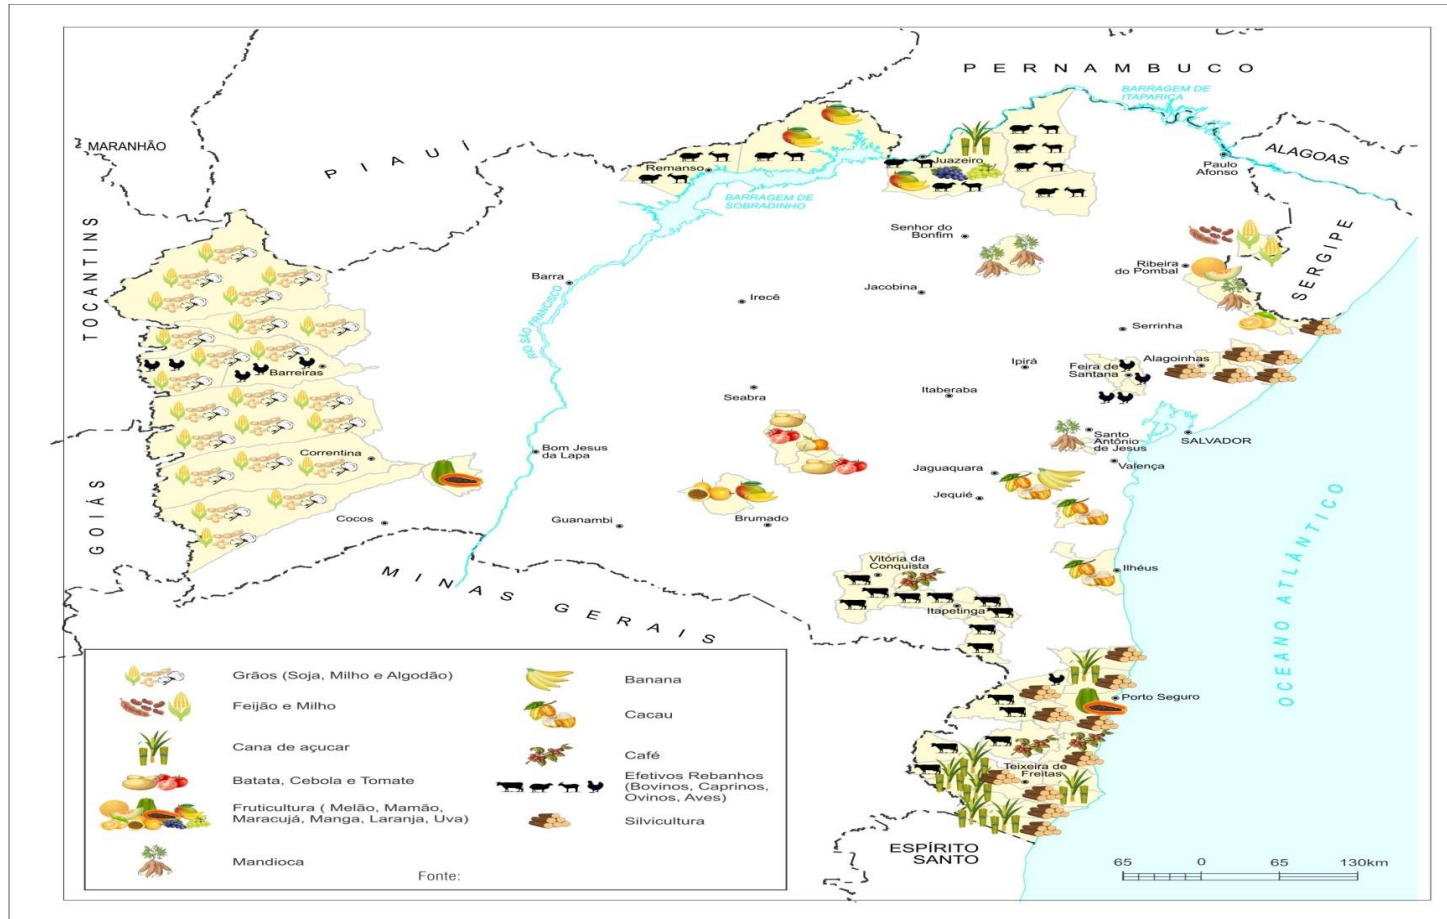 PERNAMBUCO
BARRAGEM DE
ITAPARICA
MARANHÃO
PIAUÍ
ALAGOAS
Juazeiro
Paulo
Afonso
Remanso
BARRAGEM DE
SOBRADINHO
TOCANTINS
SERGIPE
Senhor do
Bonfim
Ribeira
do Pombal
Barra
Irecê
Jacobina
RIO SÃO FRANCISCO
Serrinha
Barreiras
Ipirá
Feira de
Santana
Alagoinhas
Seabra
Itaberaba
Santo
Antônio
de Jesus
SALVADOR
Correntina
Bom Jesus
da Lapa
Valença
Jaguaquara
Jequié
GOIÁS
Cocos
Guanambi
Brumado
OCEANO ATLÂNTICO
Vitória da
Conquista
Ilhéus
MINAS GERAIS
Itapetinga
Porto Seguro
Teixeira de
Freitas
ESPÍRITO
SANTO
Grãos (Soja, Milho e Algodão)
Feijão e Milho
Cana de açucar
Batata, Cebola e Tomate
Fruticultura ( Melão, Mamão,
Maracujá, Manga, Laranja, Uva)
Mandioca
Banana
Cacau
Café
Efetivos Rebanhos
(Bovinos, Caprinos,
Ovinos, Aves)
Silvicultura
Fonte:
65 0 65 130km